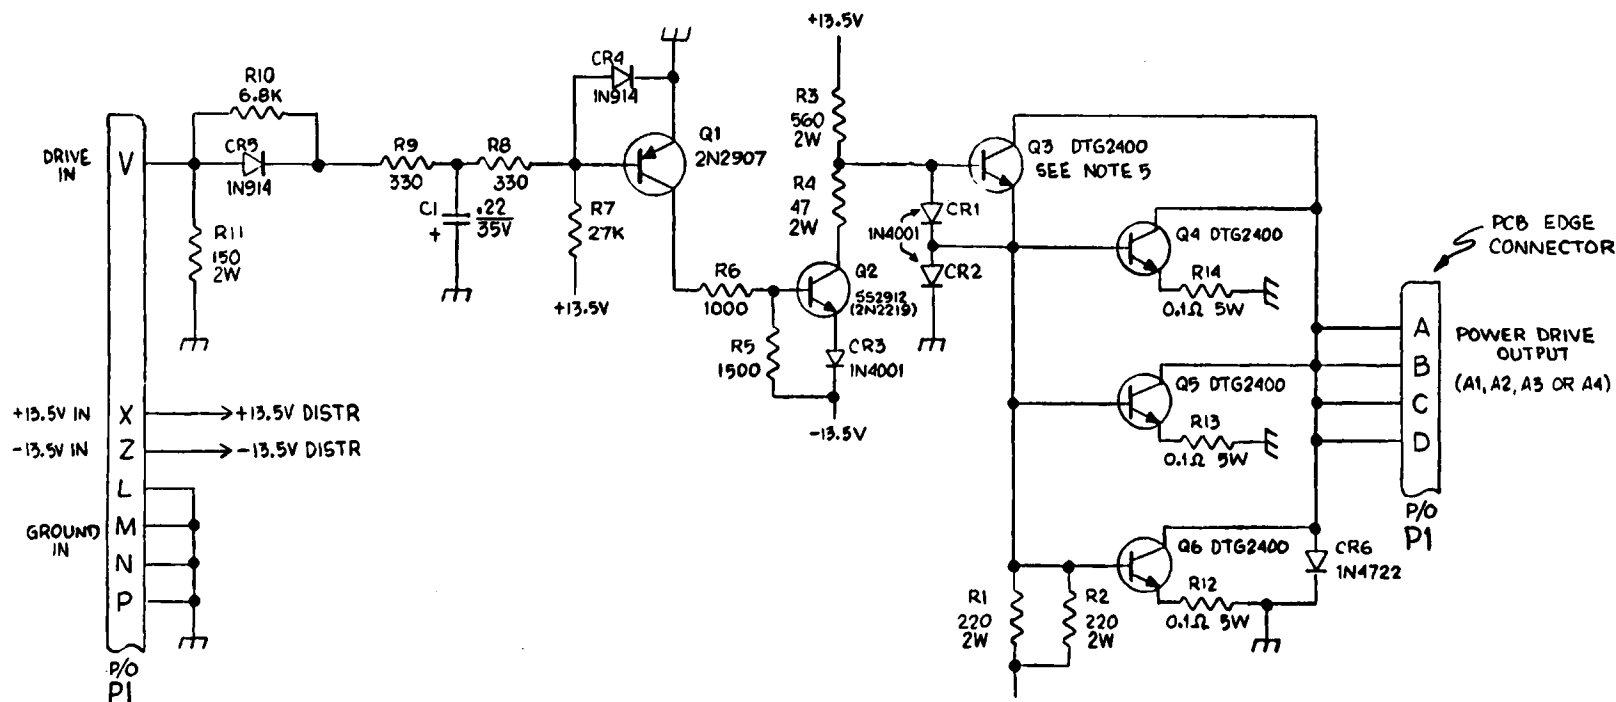 +13.5V
R10
6.8K
CR5
1N914
DRIVE
IN
V
R11
150
2W
R9
330
R8
330
C1
.22
35V
+
CR4
1N914
Q1
2N2907
R7
27K
+13.5V
R6
1000
R5
1500
R3
560
2W
R4
47
2W
Q2
SS2912
(2N2219)
CR3
1N4001
-13.5V
CR1
1N4001
CR2
Q3 DTG2400
SEE NOTE 5
Q4 DTG2400
R14
0.1Ω 5W
Q5 DTG2400
R13
0.1Ω 5W
Q6 DTG2400
R12
0.1Ω 5W
R1
220
2W
R2
220
2W
CR6
1N4722
PCB EDGE
CONNECTOR
A
B
C
D
POWER DRIVE
OUTPUT
(A1, A2, A3 OR A4)
P/O
P1
+13.5V IN X +13.5V DISTR
-13.5V IN Z -13.5V DISTR
L
M
N
P
GROUND
IN
P/O
P1